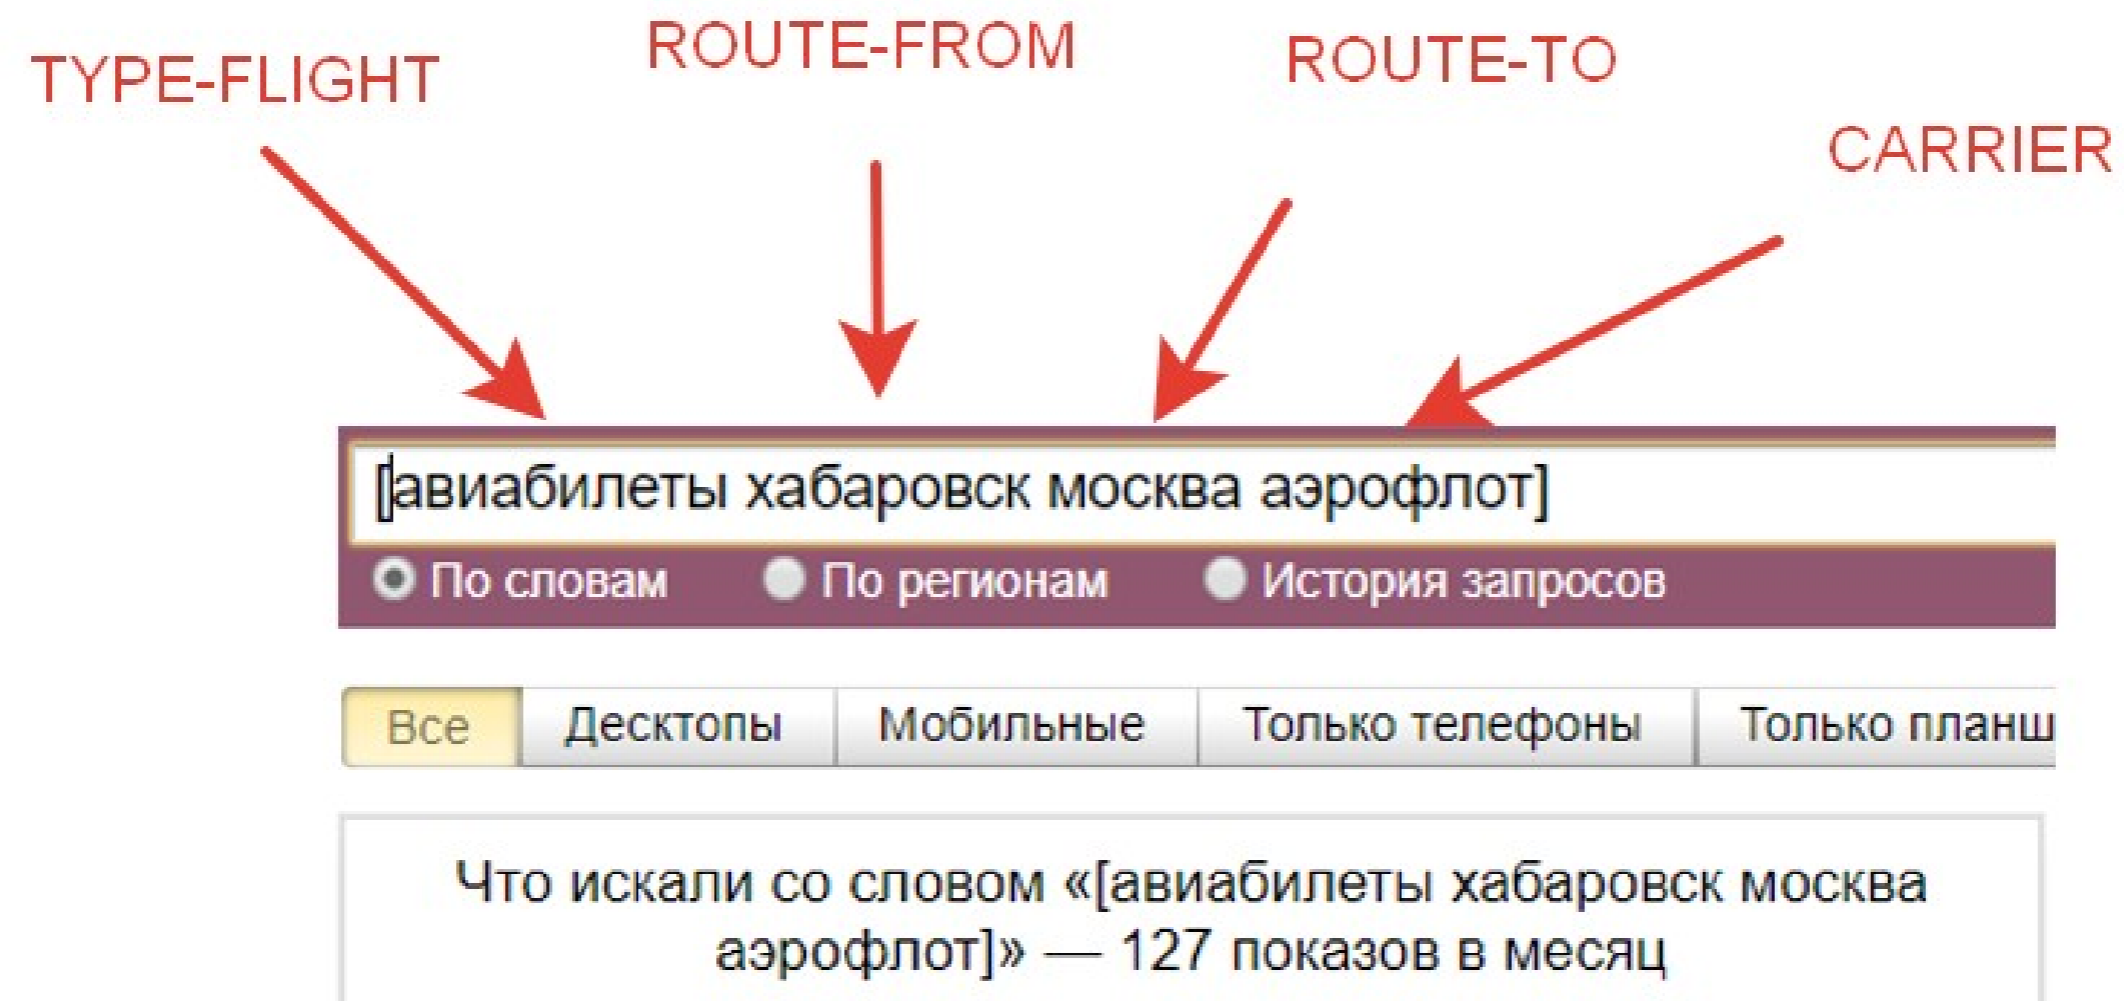 TYPE-FLIGHT
ROUTE-FROM
ROUTE-TO
CARRIER
[авиабилеты хабаровск москва аэрофлот]
По словам По регионам История запросов
Все Десктопы Мобильные Только телефоны Только планш
Что искали со словом «[авиабилеты хабаровск москва
аэрофлот]» — 127 показов в месяц